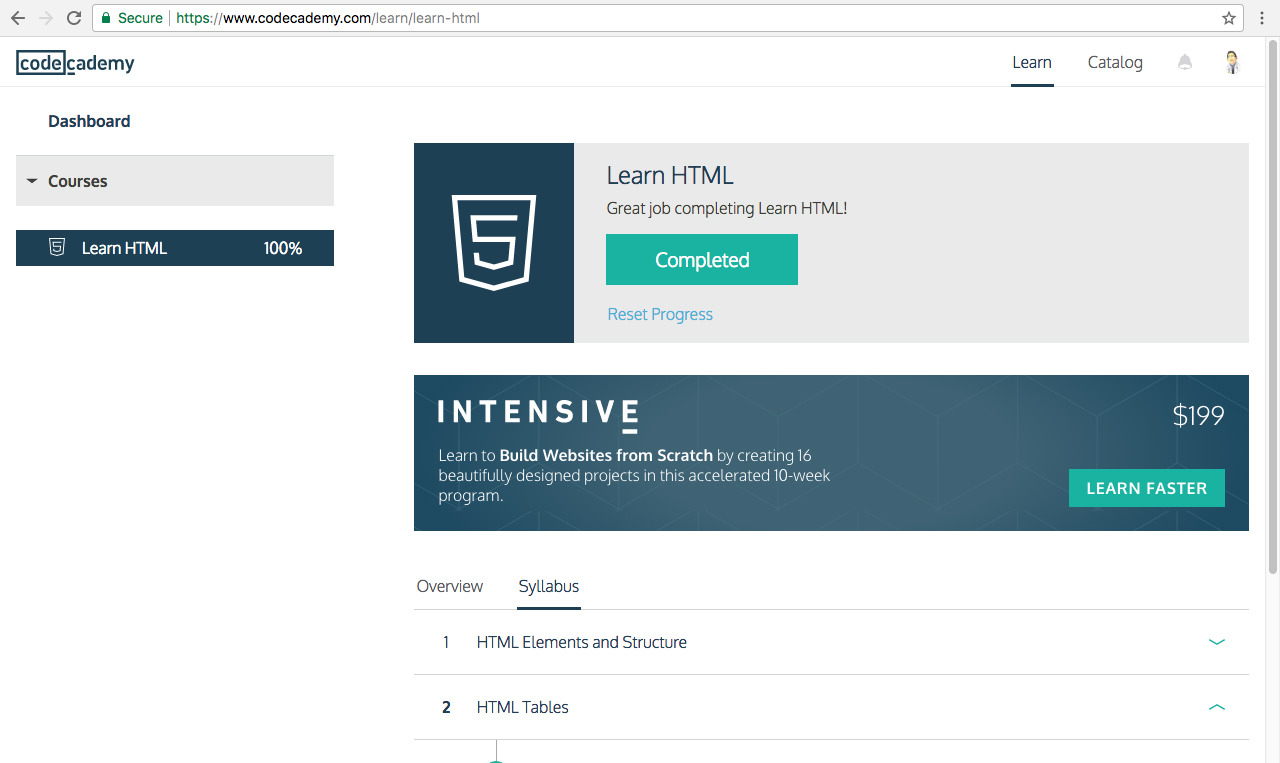 Secure https://www.codecademy.com/learn/learn-html
codecademy
Learn Catalog
Dashboard
Courses
Learn HTML 100%
Learn HTML
Great job completing Learn HTML!
Completed
Reset Progress
INTENSIVE
$199
Learn to Build Websites from Scratch by creating 16
beautifully designed projects in this accelerated 10-week
program.
LEARN FASTER
Overview Syllabus
1 HTML Elements and Structure
2 HTML Tables